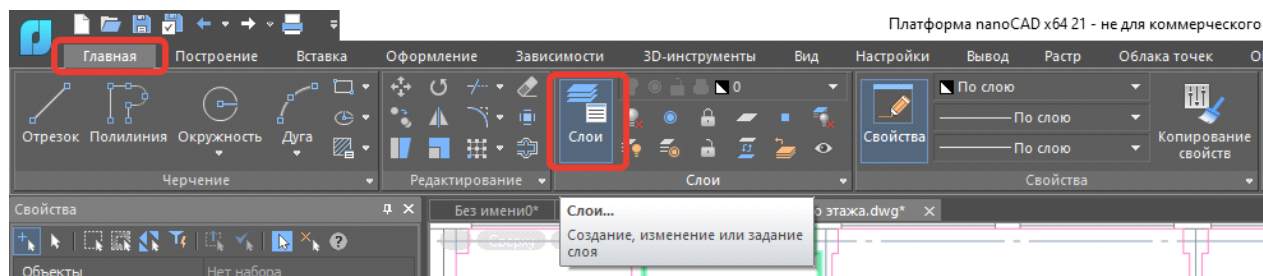 Платформа nanoCAD x64 21 - не для коммерческого
Главная Построение Вставка Оформление Зависимости 3D-инструменты Вид Настройки Вывод Растр Облака точек
0 По слою
Отрезок Полилиния Окружность Дуга Слои Свойства По слою Копирование свойств
По слою
Черчение Редактирование Слои Свойства
Свойства Без имени0* этажа.dwg*
Слои...
Создание, изменение или задание
слоя
Объекты Нет набора